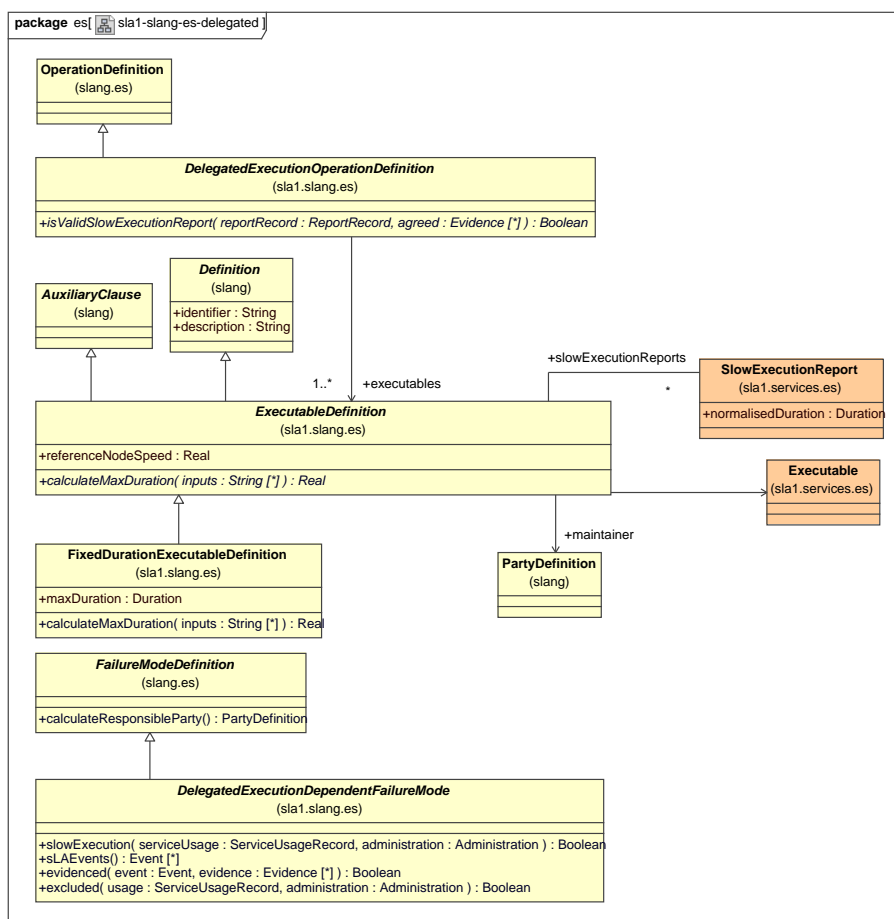 package es[ sla1-slang-es-delegated ]
OperationDefinition
(slang.es)
DelegatedExecutionOperationDefinition
(sla1.slang.es)
+isValidSlowExecutionReport( reportRecord : ReportRecord, agreed : Evidence [*] ) : Boolean
Definition
(slang)
+identifier : String
+description : String
AuxiliaryClause
(slang)
1..*
+executables
+slowExecutionReports
*
SlowExecutionReport
(sla1.services.es)
+normalisedDuration : Duration
ExecutableDefinition
(sla1.slang.es)
+referenceNodeSpeed : Real
+calculateMaxDuration( inputs : String [*] ) : Real
Executable
(sla1.services.es)
+maintainer
FixedDurationExecutableDefinition
(sla1.slang.es)
+maxDuration : Duration
+calculateMaxDuration( inputs : String [*] ) : Real
PartyDefinition
(slang)
FailureModeDefinition
(slang.es)
+calculateResponsibleParty() : PartyDefinition
DelegatedExecutionDependentFailureMode
(sla1.slang.es)
+slowExecution( serviceUsage : ServiceUsageRecord, administration : Administration ) : Boolean
+sLAEvents() : Event [*]
+evidenced( event : Event, evidence : Evidence [*] ) : Boolean
+excluded( usage : ServiceUsageRecord, administration : Administration ) : Boolean